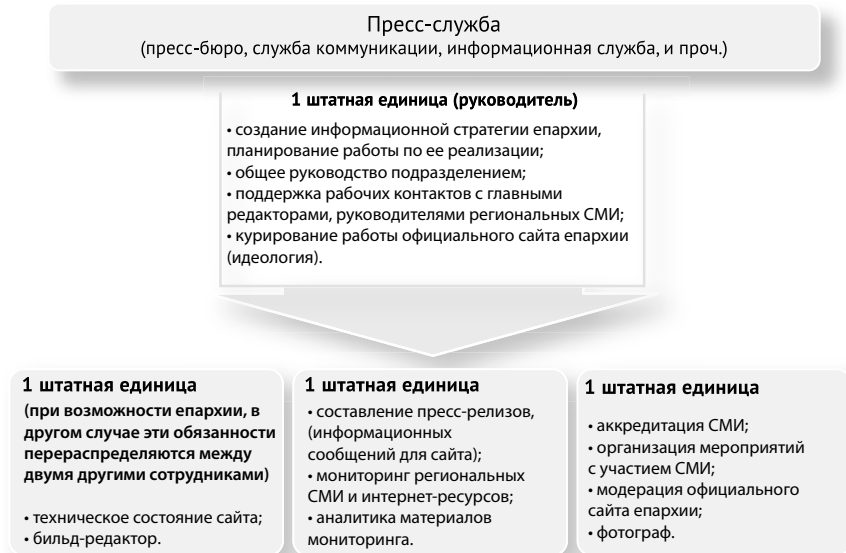 Пресс-служба
(пресс-бюро, служба коммуникации, информационная служба, и проч.)
1 штатная единица (руководитель)
• создание информационной стратегии епархии,
планирование работы по ее реализации;
• общее руководство подразделением;
• поддержка рабочих контактов с главными
редакторами, руководителями региональных СМИ;
• курирование работы официального сайта епархии
(идеология).
1 штатная единица
(при возможности епархии, в
другом случае эти обязанности
перераспределяются между
двумя другими сотрудниками)
• техническое состояние сайта;
• бильд-редактор.
1 штатная единица
• составление пресс-релизов,
(информационных
сообщений для сайта);
• мониторинг региональных
СМИ и интернет-ресурсов;
• аналитика материалов
мониторинга.
1 штатная единица
• аккредитация СМИ;
• организация мероприятий
с участием СМИ;
• модерация официального
сайта епархии;
• фотограф.